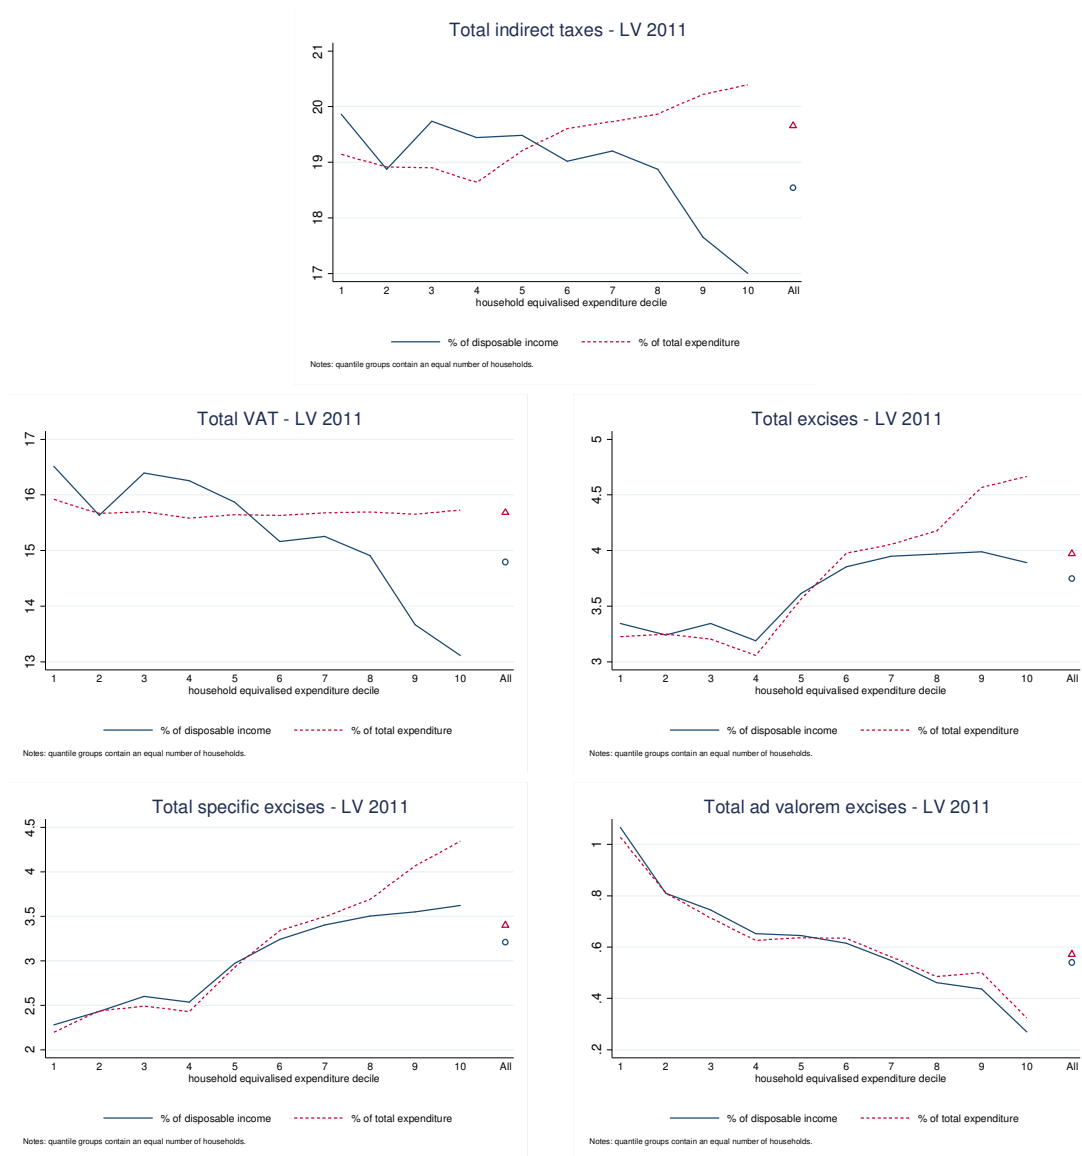 Total indirect taxes - LV 2011
21
20
19
18
17
1 2 3 4 5 6 7 8 9 10 All
household equivalised expenditure decile
% of disposable income % of total expenditure
Notes: quantile groups contain an equal number of households.
Total VAT - LV 2011
17
16
15
14
13
1 2 3 4 5 6 7 8 9 10 All
household equivalised expenditure decile
% of disposable income % of total expenditure
Notes: quantile groups contain an equal number of households.
Total excises - LV 2011
5
4.5
4
3.5
3
1 2 3 4 5 6 7 8 9 10 All
household equivalised expenditure decile
% of disposable income % of total expenditure
Notes: quantile groups contain an equal number of households.
Total specific excises - LV 2011
4.5
4
3.5
3
2.5
2
1 2 3 4 5 6 7 8 9 10 All
household equivalised expenditure decile
% of disposable income % of total expenditure
Notes: quantile groups contain an equal number of households.
Total ad valorem excises - LV 2011
1
.8
.6
.4
.2
1 2 3 4 5 6 7 8 9 10 All
household equivalised expenditure decile
% of disposable income % of total expenditure
Notes: quantile groups contain an equal number of households.